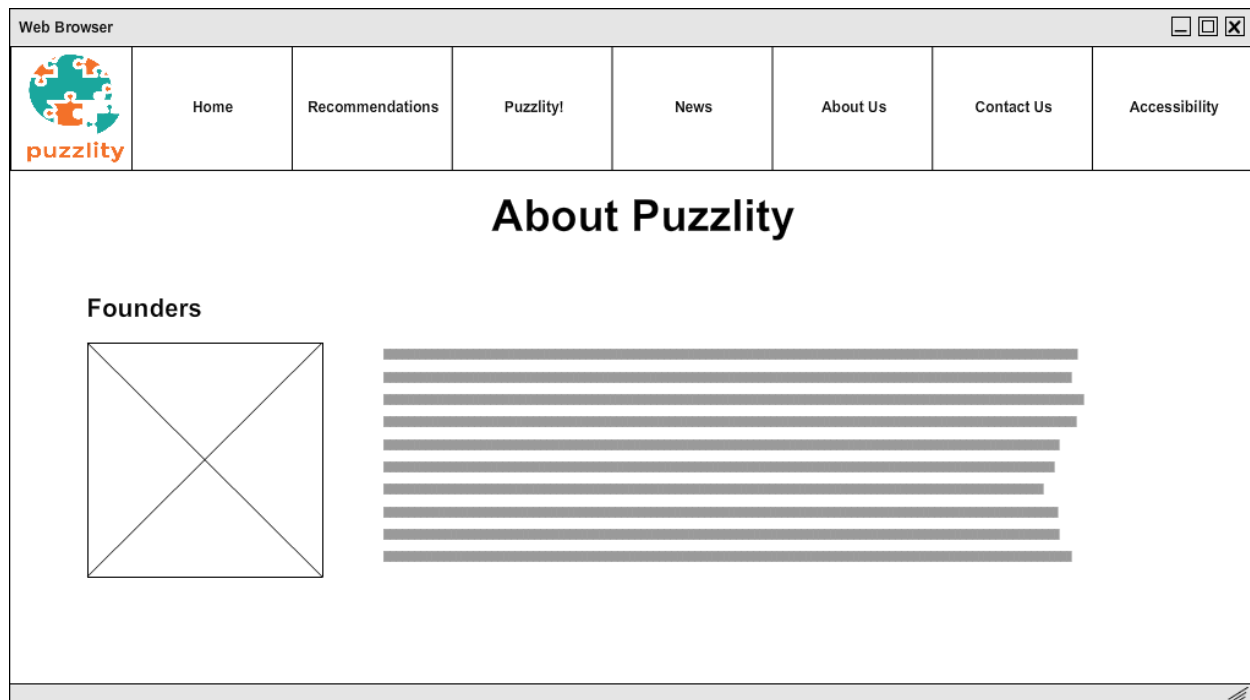 Web Browser
puzzlity
Home
Recommendations
Puzzlity!
News
About Us
Contact Us
Accessibility
About Puzzlity
Founders